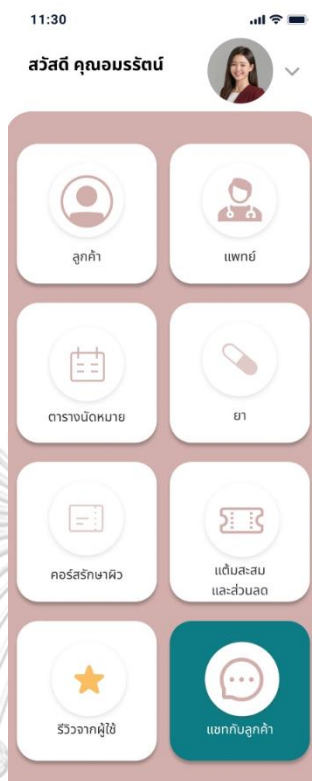 11:30
สวัสดี คุณอมรรัตน์
ลูกค้า
แพทย์
ตารางนัดหมาย
ยา
คอร์สรักษาผิว
แต้มสะสม
และส่วนลด
รีวิวจากผู้ใช้
แชทกับลูกค้า